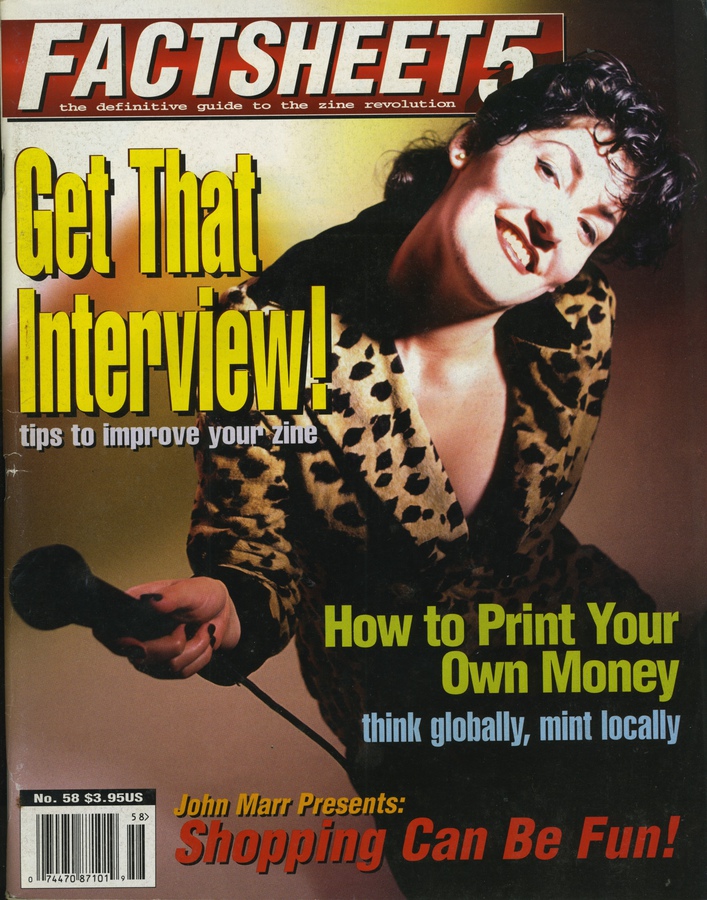 FACTSHEET5
the definitive guide to the zine revolution
Get That
Interview!
tips to improve your zine
How to Print Your
Own Money
think globally, mint locally
No. 58 $3.95US
58>
0 74470 87101 9
John Marr Presents:
Shopping Can Be Fun!